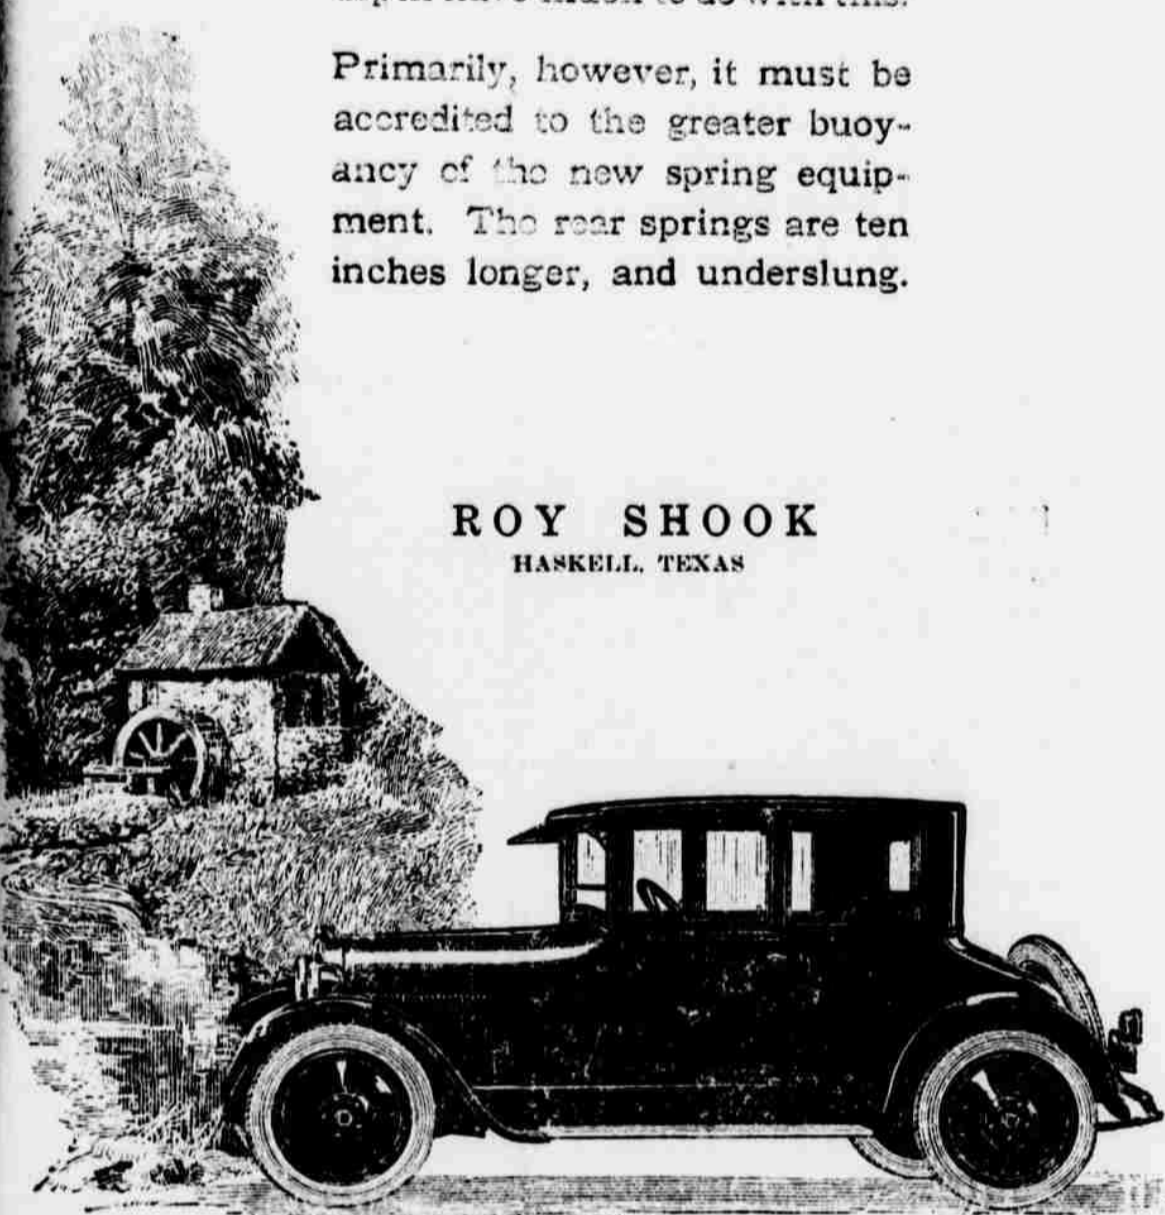 Primarily, however, it must be
accredited to the greater buoy-
ancy of the new spring equip-
ment. The rear springs are ten
inches longer, and underslung.
ROY SHOOK
HASKELL, TEXAS